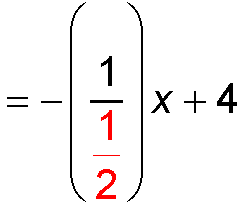 = -(1/(1/2))x + 4